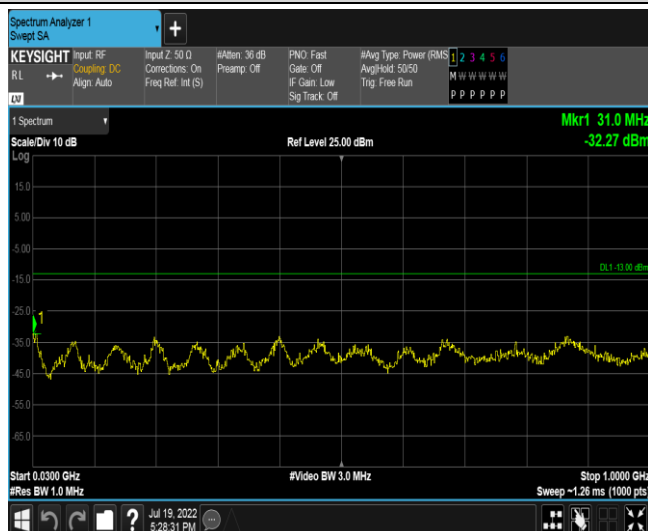 Spectrum Analyzer 1
Swept SA
KEYSIGHT
RL
LXI
Input: RF
Coupling: DC
Align: Auto
Input Z: 50 Ω
Corrections: On
Freq Ref: Int (S)
#Atten: 36 dB
Preamp: Off
PNO: Fast
Gate: Off
IF Gain: Low
Sig Track: Off
#Avg Type: Power (RMS
Avg|Hold: 50/50
Trig: Free Run
1 2 3 4 5 6
M W W W W W
P P P P P P
1 Spectrum
Mkr1 31.0 MHz
Scale/Div 10 dB
Ref Level 25.00 dBm
-32.27 dBm
Log
15.0
5.00
-5.00
DL1 -13.00 dBm
-15.0
-25.0
1
-35.0
-45.0
-55.0
-65.0
Start 0.0300 GHz
#Video BW 3.0 MHz
Stop 1.0000 GHz
#Res BW 1.0 MHz
Sweep ~1.26 ms (1000 pts)
?
Jul 19, 2022
5:28:31 PM